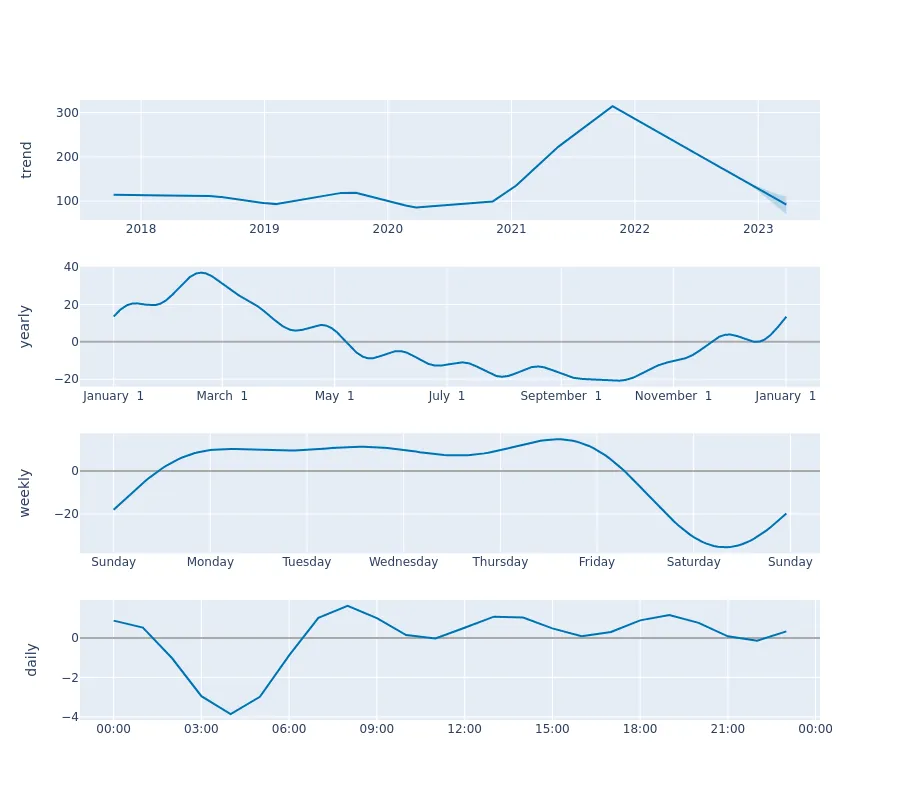 300
200
100
trend
2018 2019 2020 2021 2022 2023
40
20
0
−20
yearly
January 1 March 1 May 1 July 1 September 1 November 1 January 1
0
−20
weekly
Sunday Monday Tuesday Wednesday Thursday Friday Saturday Sunday
0
−2
−4
daily
00:00 03:00 06:00 09:00 12:00 15:00 18:00 21:00 00:00